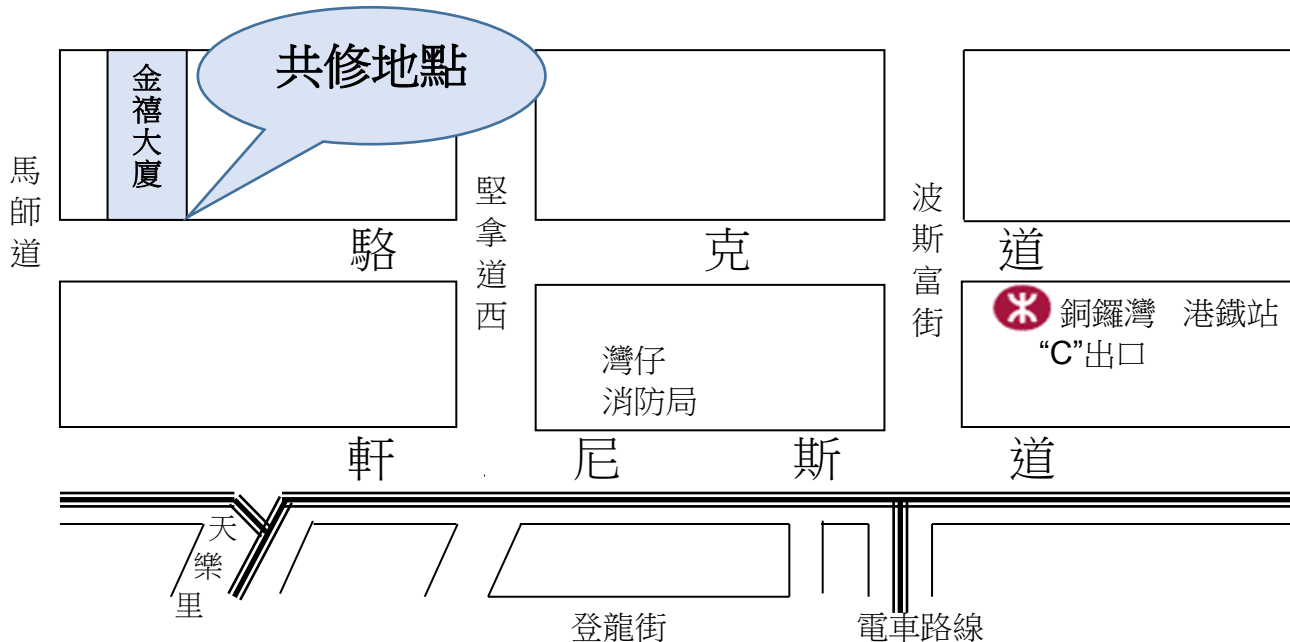 共修地點
金禧大廈
馬師道
堅拿道西
波斯富街
駱克道
銅鑼灣 港鐵站
“C”出口
灣仔
消防局
軒尼斯道
天樂里
登龍街
電車路線